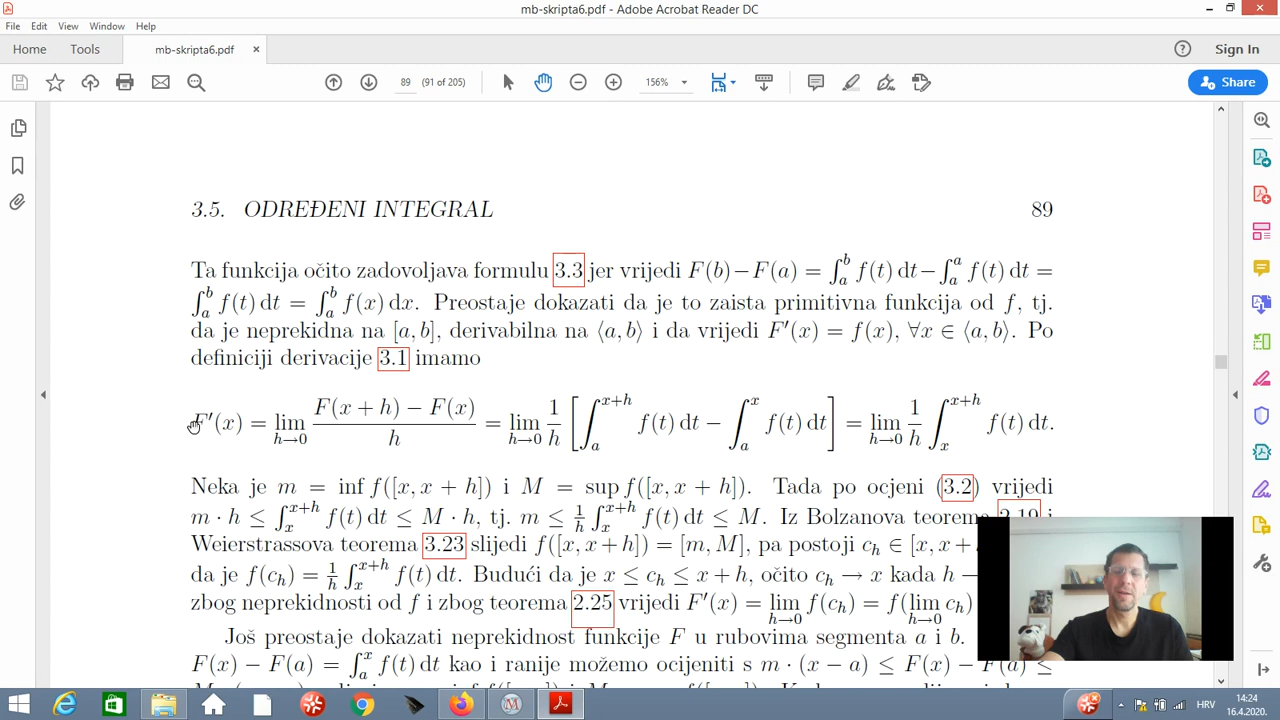 mb-skripta6.pdf - Adobe Acrobat Reader DC
File Edit View Window Help
Home Tools mb-skripta6.pdf × Sign In
89 (91 of 205) 156% Share
3.5. ODREĐENI INTEGRAL 89
Ta funkcija očito zadovoljava formulu 3.3 jer vrijedi F(b)−F(a) = ∫_a^b f(t) dt−∫_a^a f(t) dt =
∫_a^b f(t) dt = ∫_a^b f(x) dx. Preostaje dokazati da je to zaista primitivna funkcija od f, tj.
da je neprekidna na [a, b], derivabilna na ⟨a, b⟩ i da vrijedi F′(x) = f(x), ∀x ∈ ⟨a, b⟩. Po
definiciji derivacije 3.1 imamo
F′(x) = lim_{h→0} (F(x + h) − F(x))/h = lim_{h→0} 1/h [∫_a^{x+h} f(t) dt − ∫_a^x f(t) dt] = lim_{h→0} 1/h ∫_x^{x+h} f(t) dt.
Neka je m = inf f([x, x + h]) i M = sup f([x, x + h]). Tada po ocjeni (3.2) vrijedi
m · h ≤ ∫_x^{x+h} f(t) dt ≤ M · h, tj. m ≤ 1/h ∫_x^{x+h} f(t) dt ≤ M. Iz Bolzanova teorema 2.19 i
Weierstrassova teorema 3.23 slijedi f([x, x + h]) = [m, M], pa postoji c_h ∈ [x, x +
da je f(c_h) = 1/h ∫_x^{x+h} f(t) dt. Budući da je x ≤ c_h ≤ x + h, očito c_h → x kada h −
zbog neprekidnosti od f i zbog teorema 2.25 vrijedi F′(x) = lim_{h→0} f(c_h) = f(lim_{h→0} c_h)
Još preostaje dokazati neprekidnost funkcije F u rubovima segmenta a i b.
F(x) − F(a) = ∫_a^x f(t) dt kao i ranije možemo ocijeniti s m · (x − a) ≤ F(x) − F(a) ≤
HRV 14:24
16.4.2020.